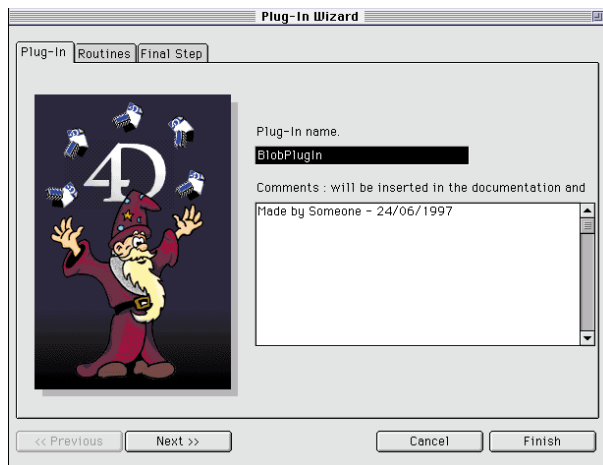 Plug-In Wizard
Plug-In Routines Final Step
4D
Plug-In name.
BlobPlugIn
Comments : will be inserted in the documentation and
Made by Someone - 24/06/1997
<< Previous Next >> Cancel Finish